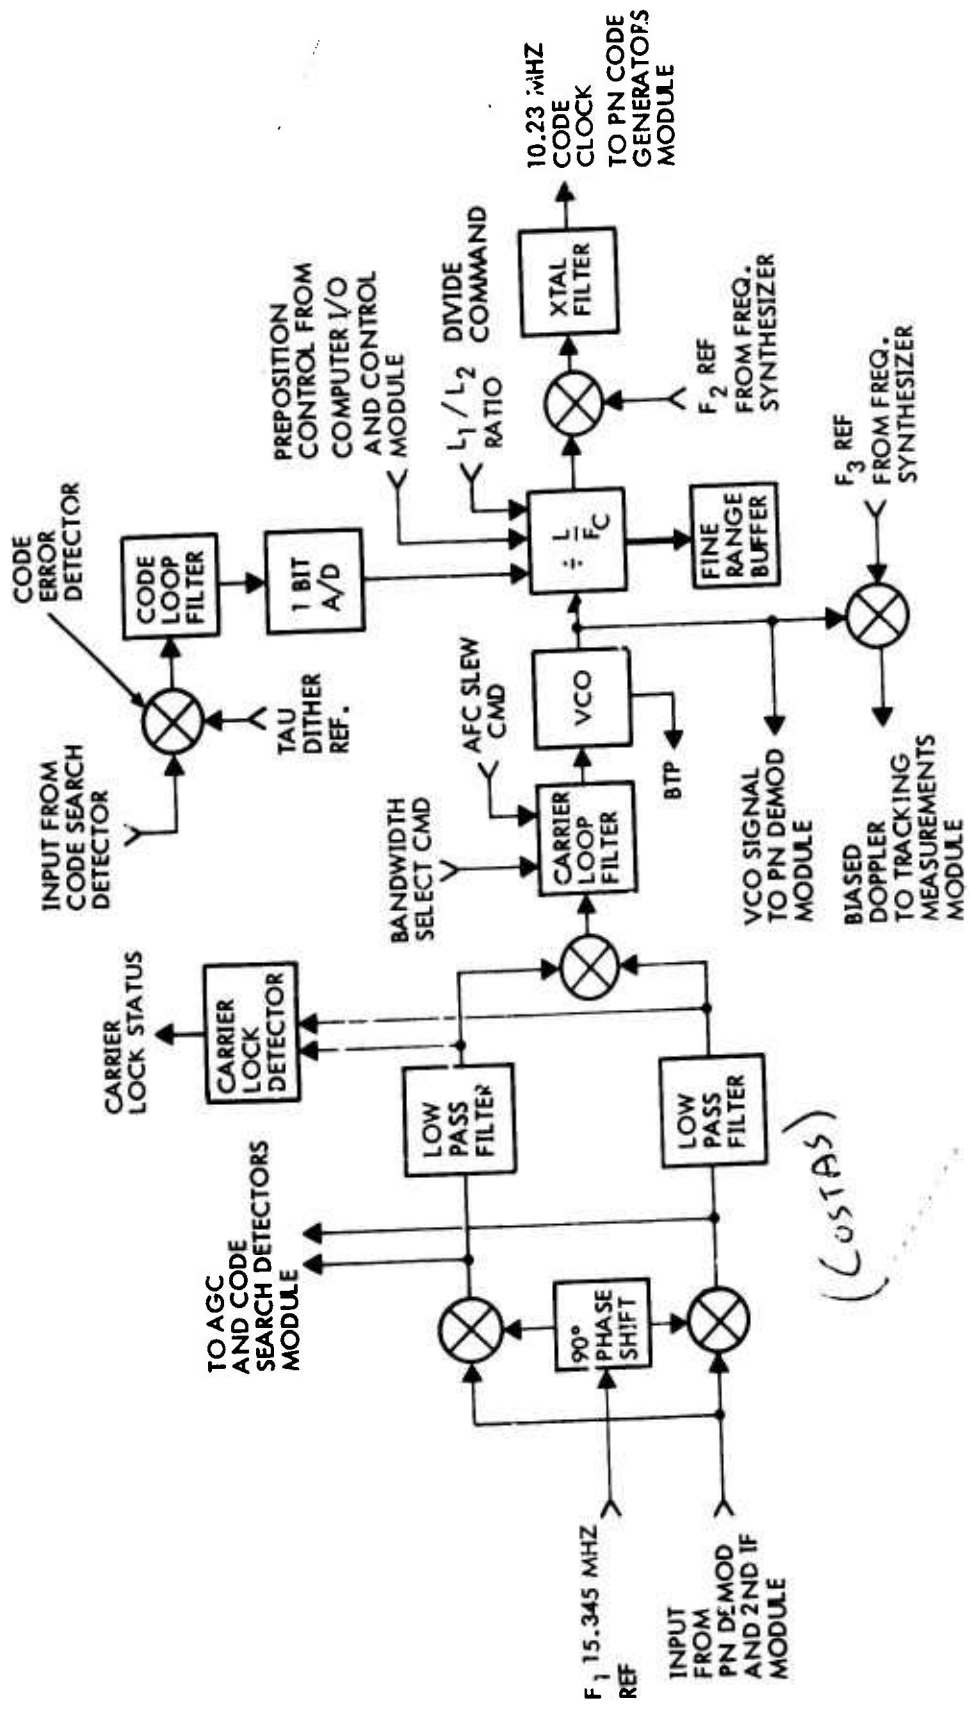 F1 15.345 MHZ
REF
INPUT
FROM
PN DEMOD
AND 2ND IF
MODULE
90°
PHASE
SHIFT
TO AGC
AND CODE
SEARCH DETECTORS
MODULE
LOW
PASS
FILTER
LOW
PASS
FILTER
(COSTAS)
CARRIER
LOCK STATUS
CARRIER
LOCK
DETECTOR
BANDWIDTH
SELECT CMD
AFC SLEW
CMD
CARRIER
LOOP
FILTER
VCO
BTP
VCO SIGNAL
TO PN DEMOD
MODULE
BIASED
DOPPLER
TO TRACKING
MEASUREMENTS
MODULE
INPUT FROM
CODE SEARCH
DETECTOR
CODE
ERROR
DETECTOR
TAU
DITHER
REF.
CODE
LOOP
FILTER
1 BIT
A/D
PREPOSITION
CONTROL FROM
COMPUTER I/O
AND CONTROL
MODULE
L1 / L2 DIVIDE
RATIO COMMAND
÷ L
FC
FINE
RANGE
BUFFER
F3 REF
FROM FREQ.
SYNTHESIZER
F2 REF
FROM FREQ.
SYNTHESIZER
XTAL
FILTER
10.23 MHZ
CODE
CLOCK
TO PN CODE
GENERATORS
MODULE